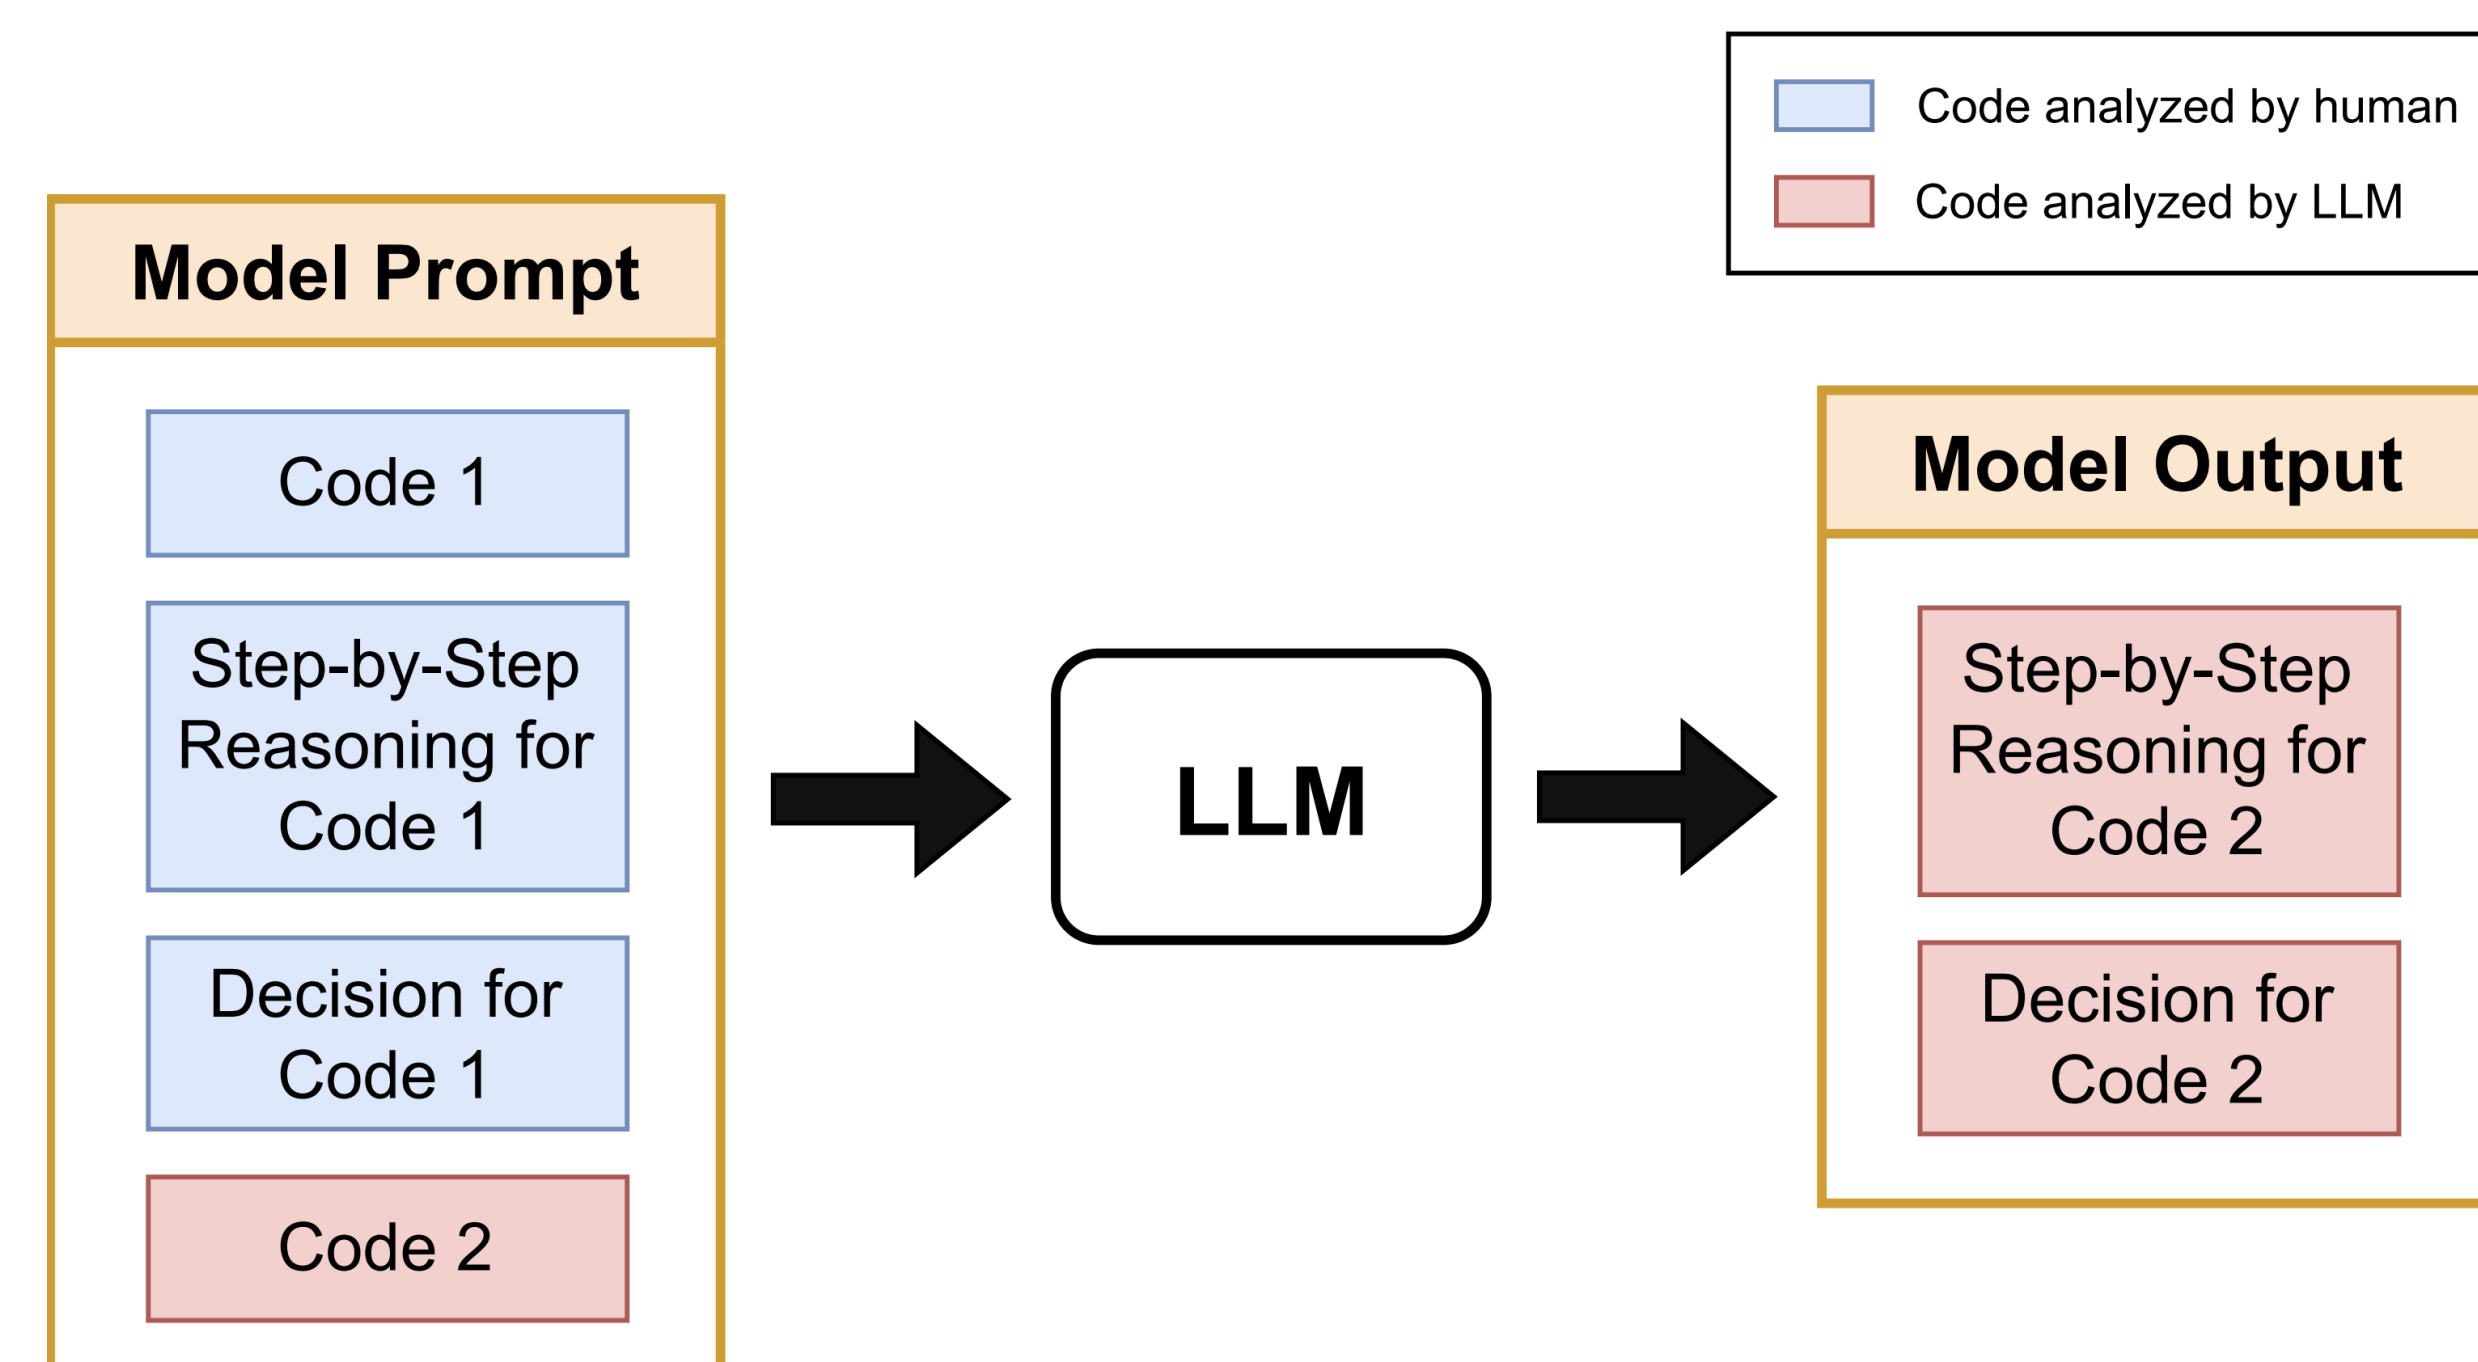 Code analyzed by human
Code analyzed by LLM
Model Prompt
Code 1
Step-by-Step
Reasoning for
Code 1
Decision for
Code 1
Code 2
LLM
Model Output
Step-by-Step
Reasoning for
Code 2
Decision for
Code 2